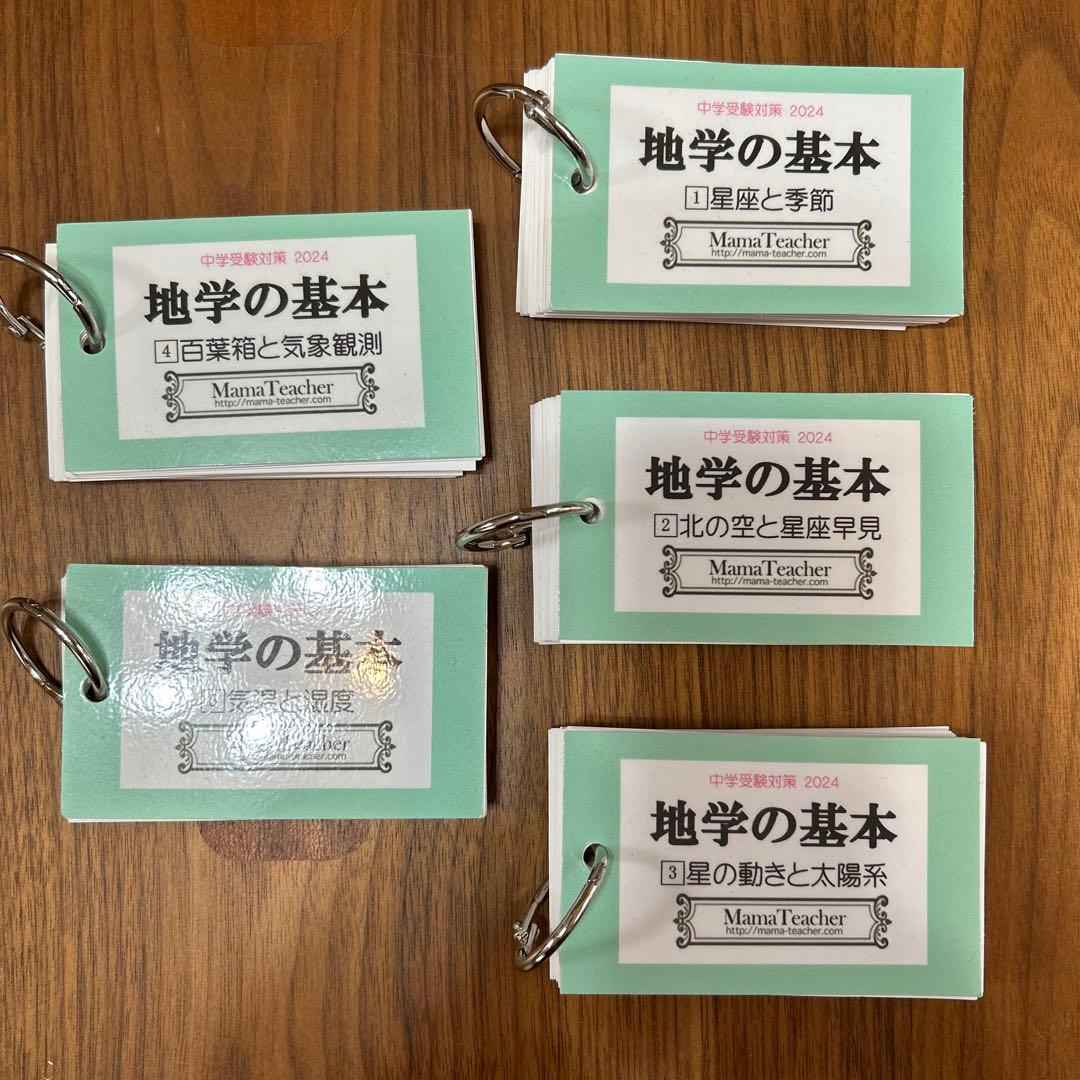 中学受験対策 2024
地学の基本
1 星座と季節
MamaTeacher
http://mama-teacher.com
中学受験対策 2024
地学の基本
4 百葉箱と気象観測
MamaTeacher
http://mama-teacher.com
中学受験対策 2024
地学の基本
2 北の空と星座早見
MamaTeacher
http://mama-teacher.com
地学の基本
気温と湿度
中学受験対策 2024
地学の基本
3 星の動きと太陽系
MamaTeacher
http://mama-teacher.com